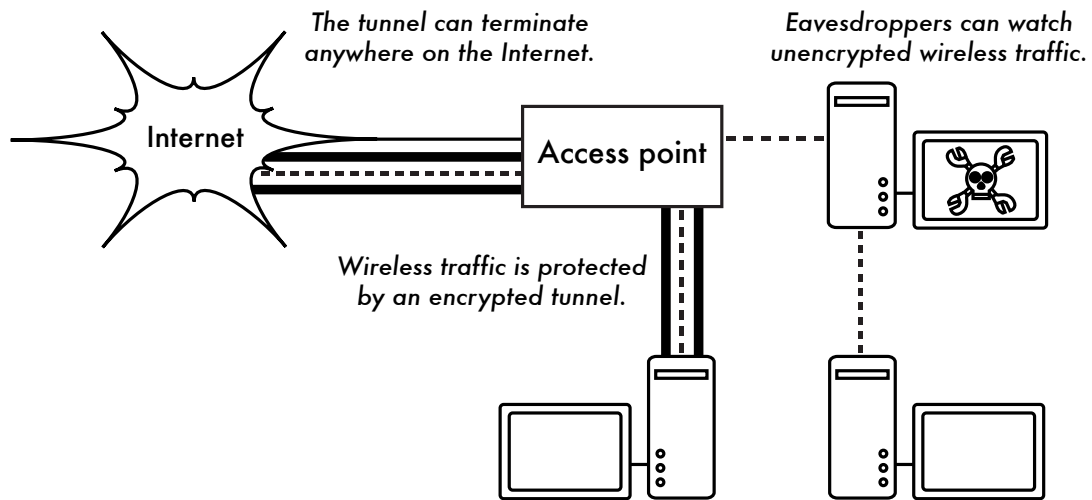 The tunnel can terminate
anywhere on the Internet.
Eavesdroppers can watch
unencrypted wireless traffic.
Internet
Access point
Wireless traffic is protected
by an encrypted tunnel.